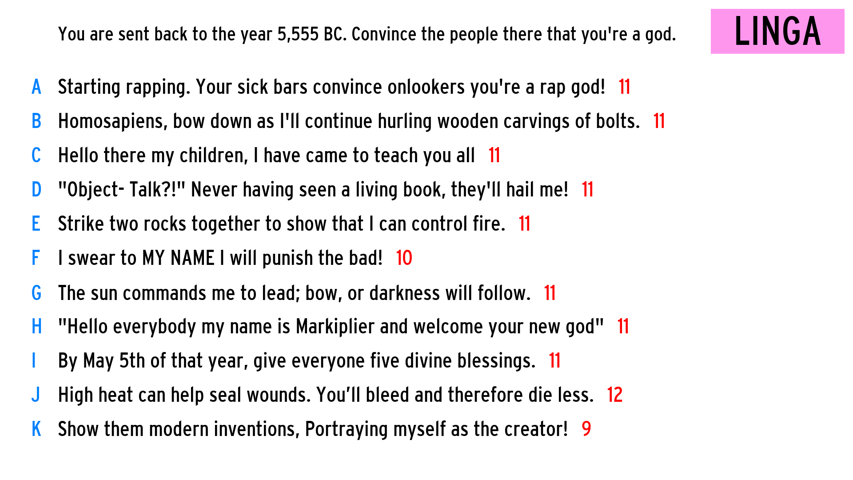 You are sent back to the year 5,555 BC. Convince the people there that you're a god.
LINGA
A Starting rapping. Your sick bars convince onlookers you're a rap god! 11
B Homosapiens, bow down as I'll continue hurling wooden carvings of bolts. 11
C Hello there my children, I have came to teach you all 11
D "Object- Talk?!" Never having seen a living book, they'll hail me! 11
E Strike two rocks together to show that I can control fire. 11
F I swear to MY NAME I will punish the bad! 10
G The sun commands me to lead; bow, or darkness will follow. 11
H "Hello everybody my name is Markiplier and welcome your new god" 11
I By May 5th of that year, give everyone five divine blessings. 11
J High heat can help seal wounds. You’ll bleed and therefore die less. 12
K Show them modern inventions, Portraying myself as the creator! 9